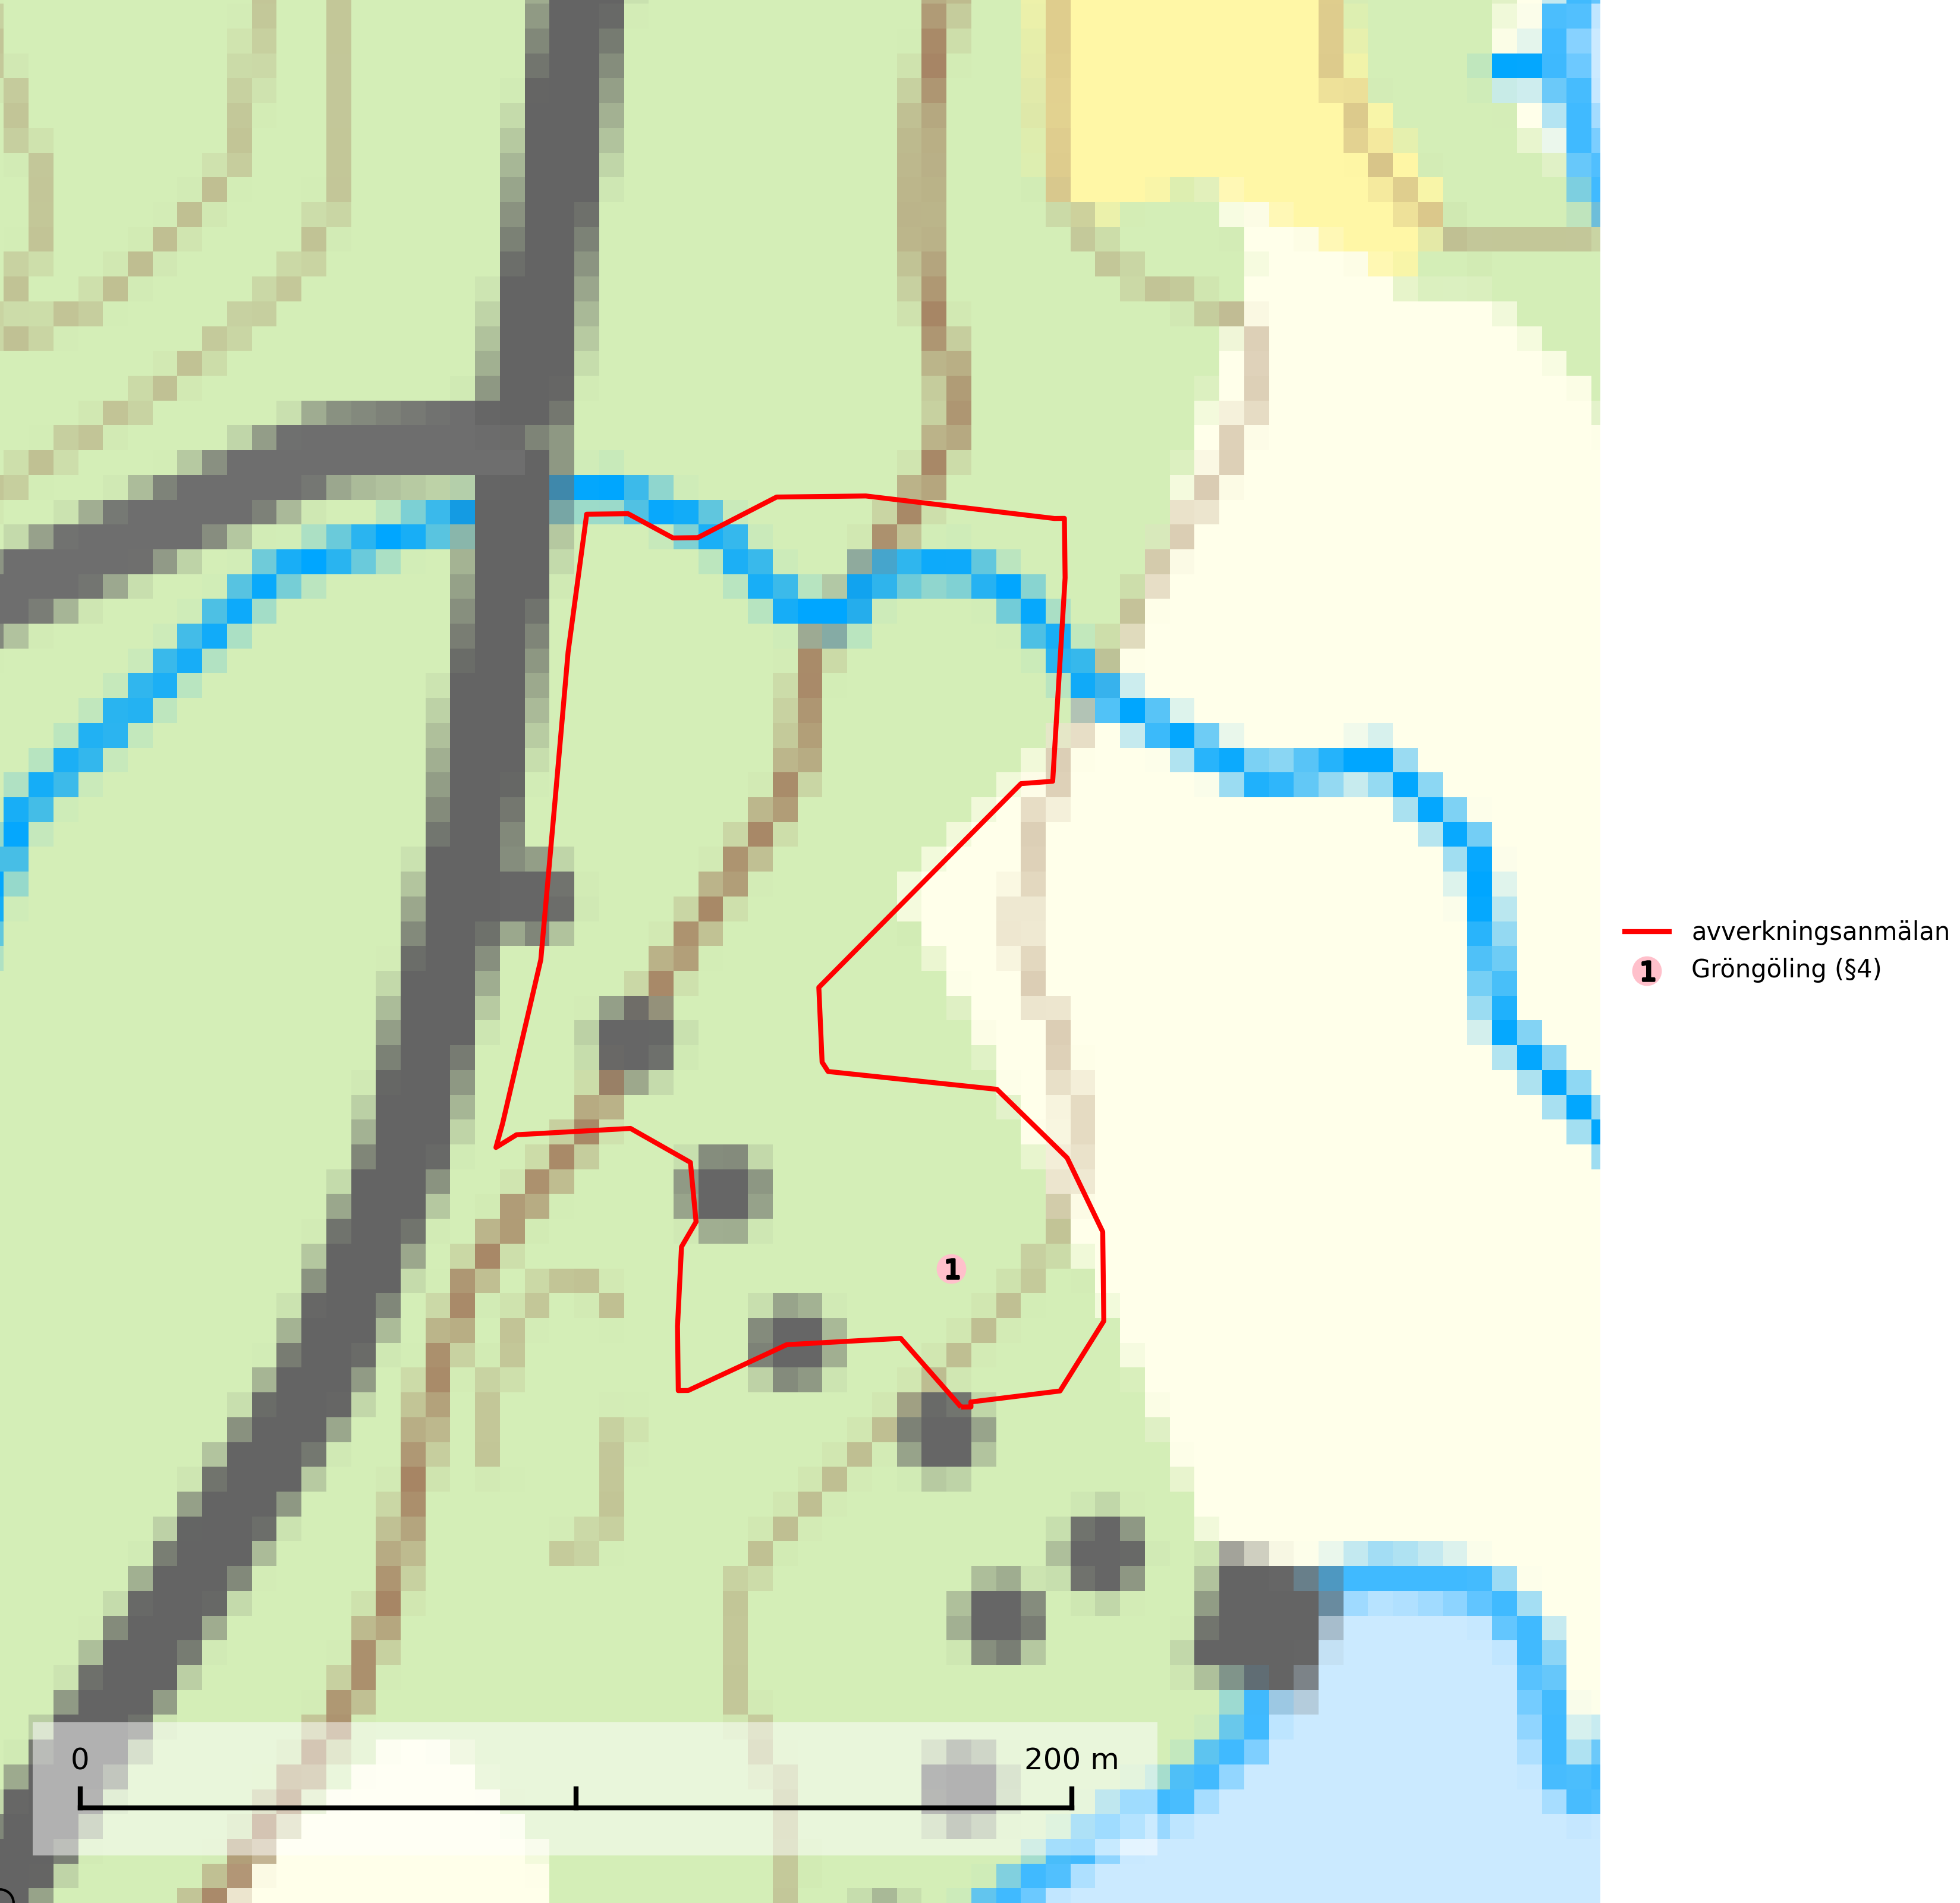 avverkningsanmälan
1 Gröngöling (§4)
1
0 200 m